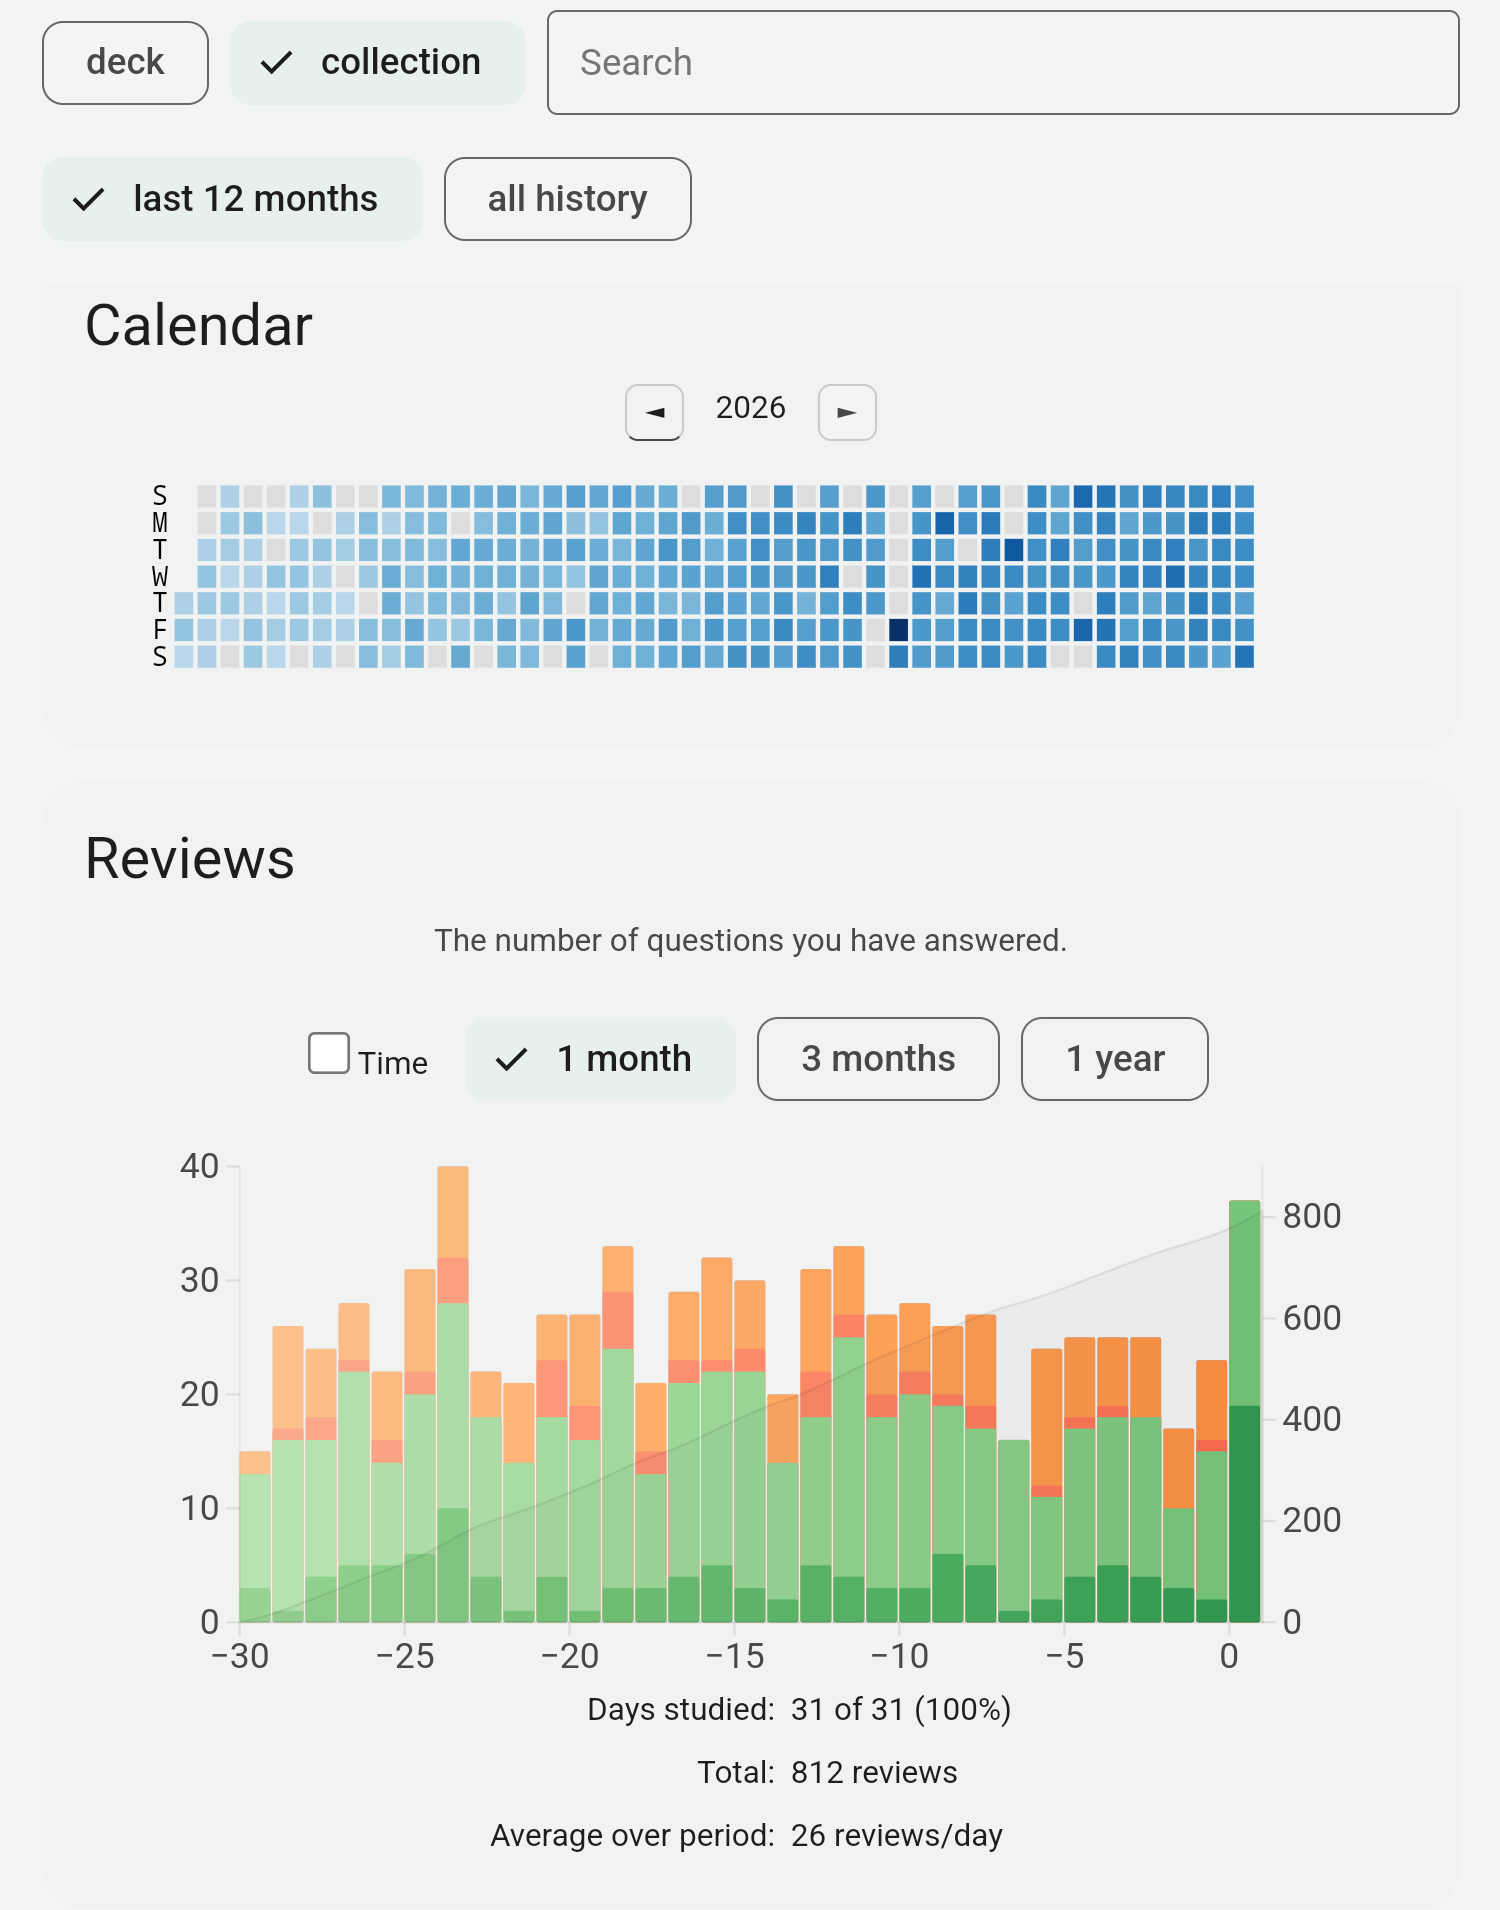 deck collection Search
last 12 months all history
Calendar
◄ 2026 ►
S
M
T
W
T
F
S
Reviews
The number of questions you have answered.
Time 1 month 3 months 1 year
40
800
30
600
20
400
10
200
0 0
−30 −25 −20 −15 −10 −5 0
Days studied: 31 of 31 (100%)
Total: 812 reviews
Average over period: 26 reviews/day